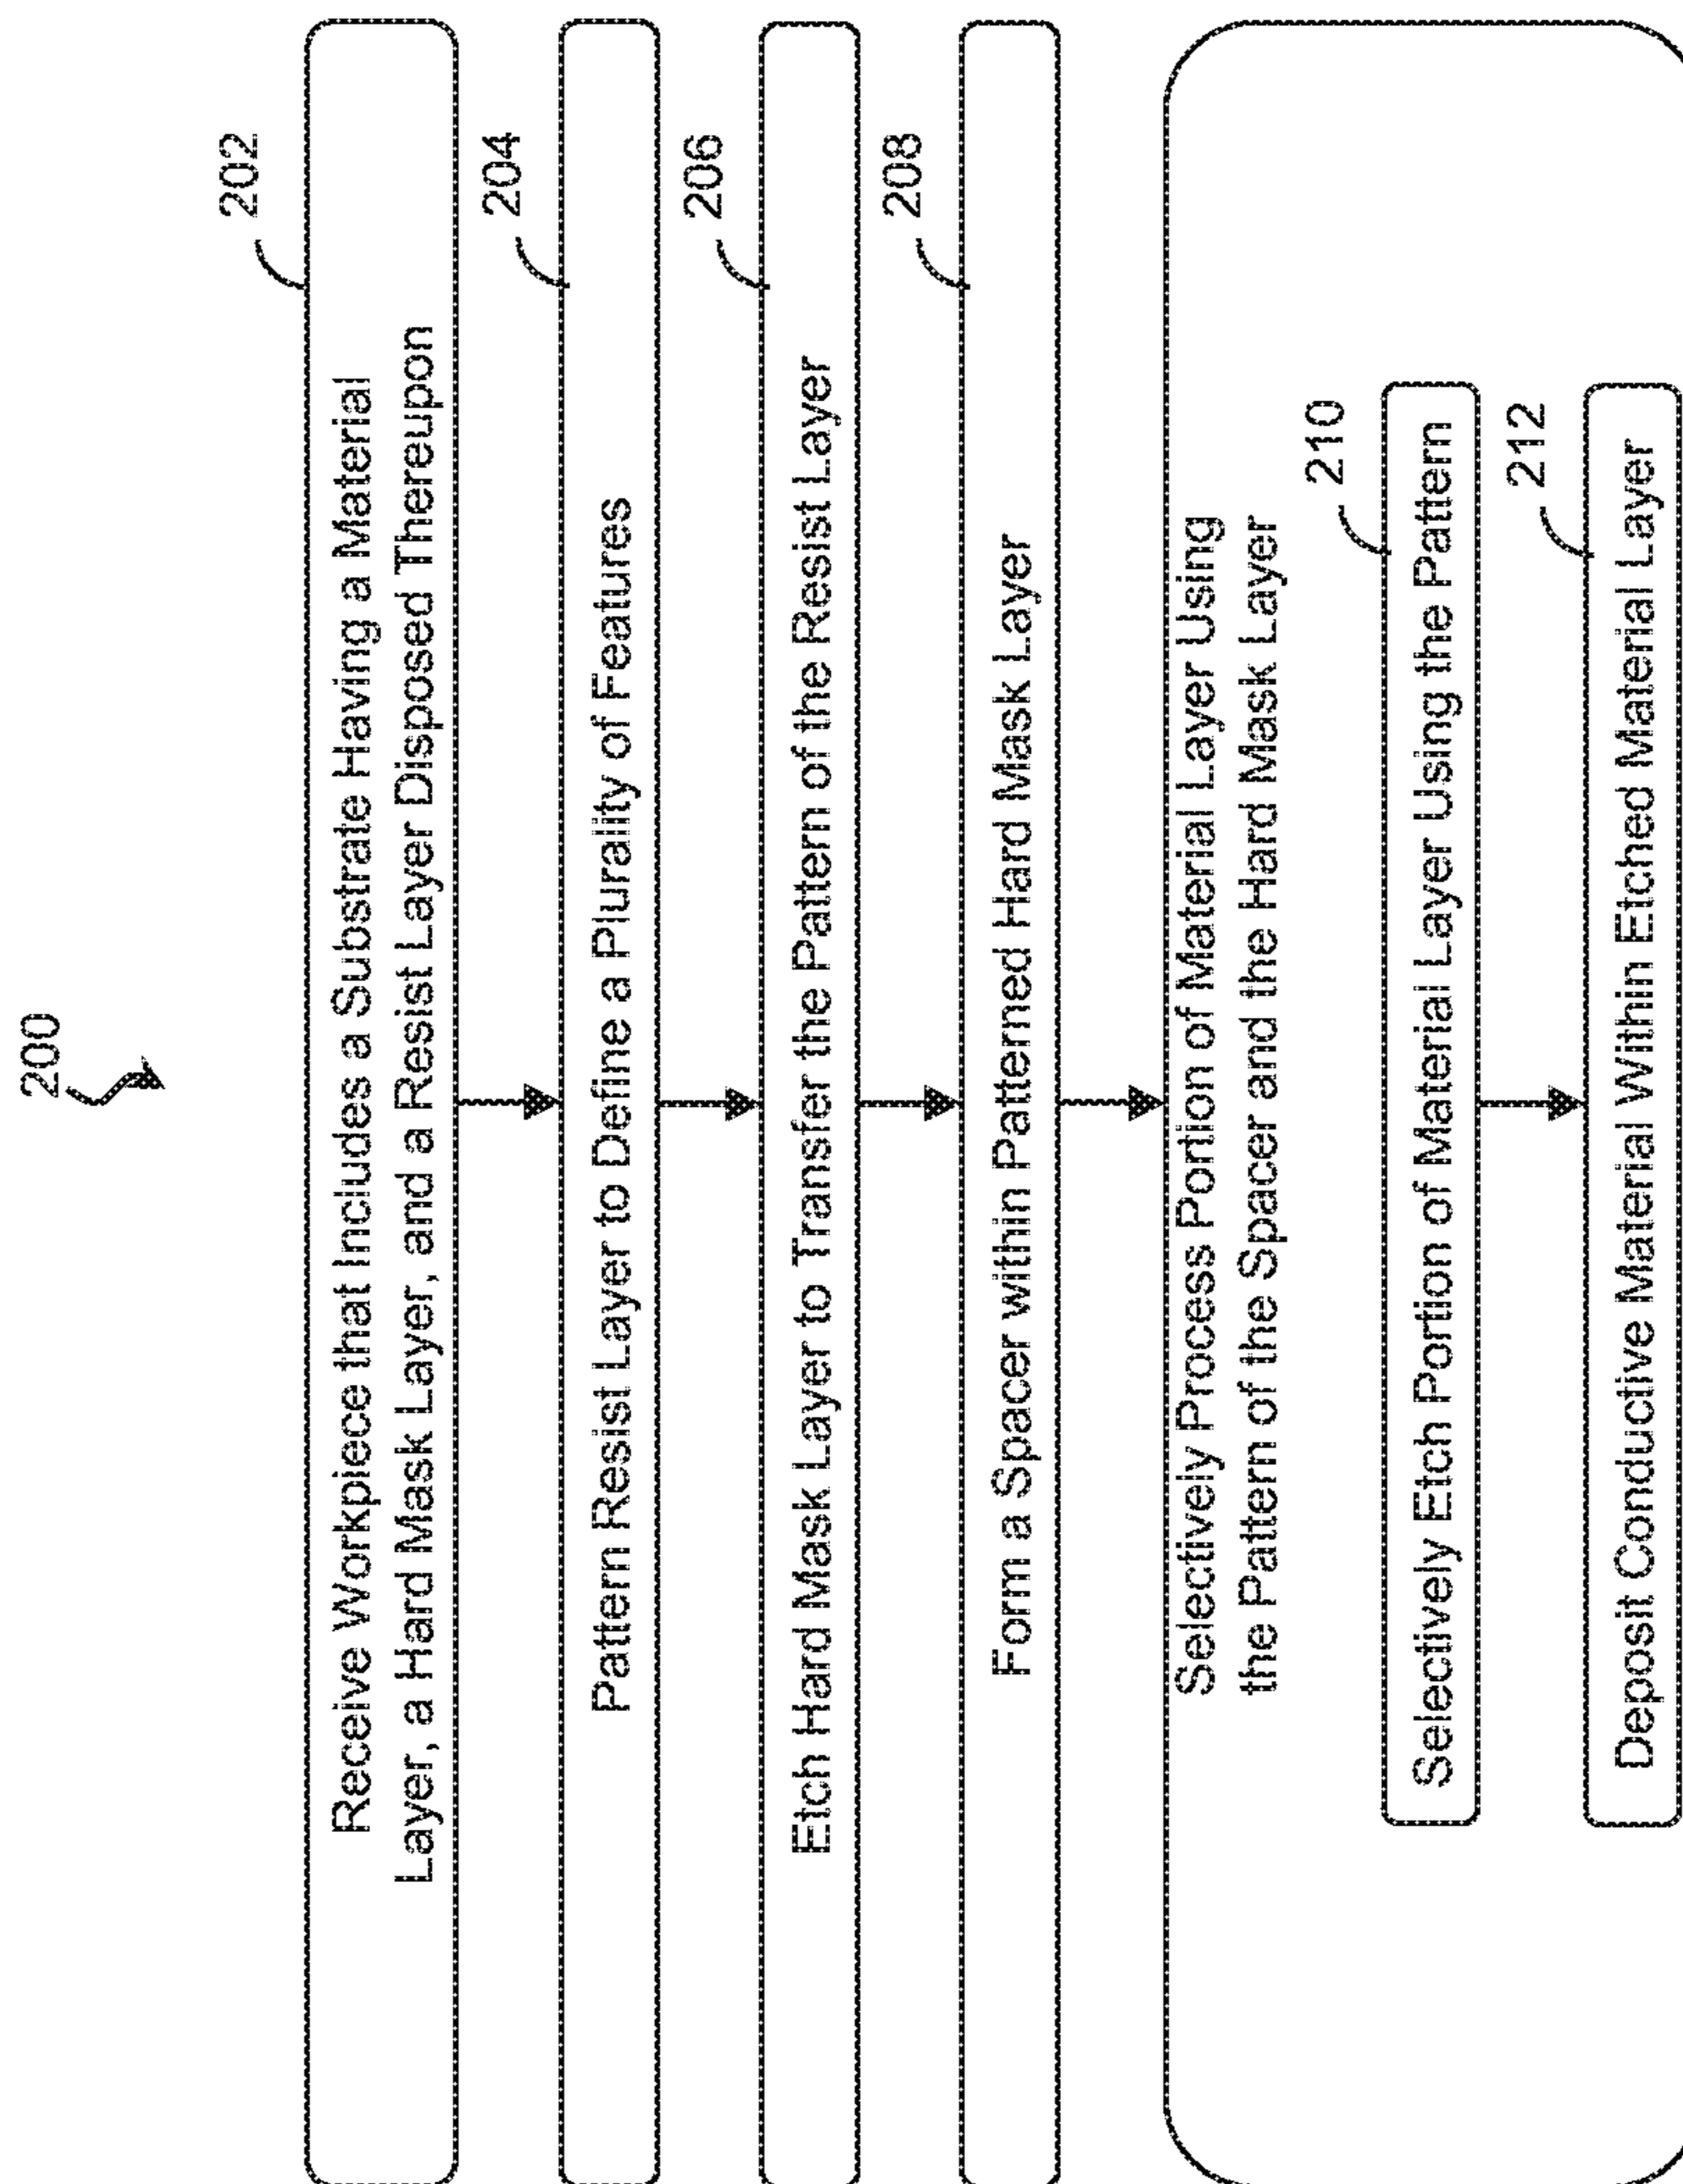 200
202
Receive Workpiece that Includes a Substrate Having a Material
Layer, a Hard Mask Layer, and a Resist Layer Disposed Thereupon
204
Pattern Resist Layer to Define a Plurality of Features
206
Etch Hard Mask Layer to Transfer the Pattern of the Resist Layer
208
Form a Spacer within Patterned Hard Mask Layer
Selectively Process Portion of Material Layer Using
the Pattern of the Spacer and the Hard Mask Layer
210
Selectively Etch Portion of Material Layer Using the Pattern
212
Deposit Conductive Material Within Etched Material Layer